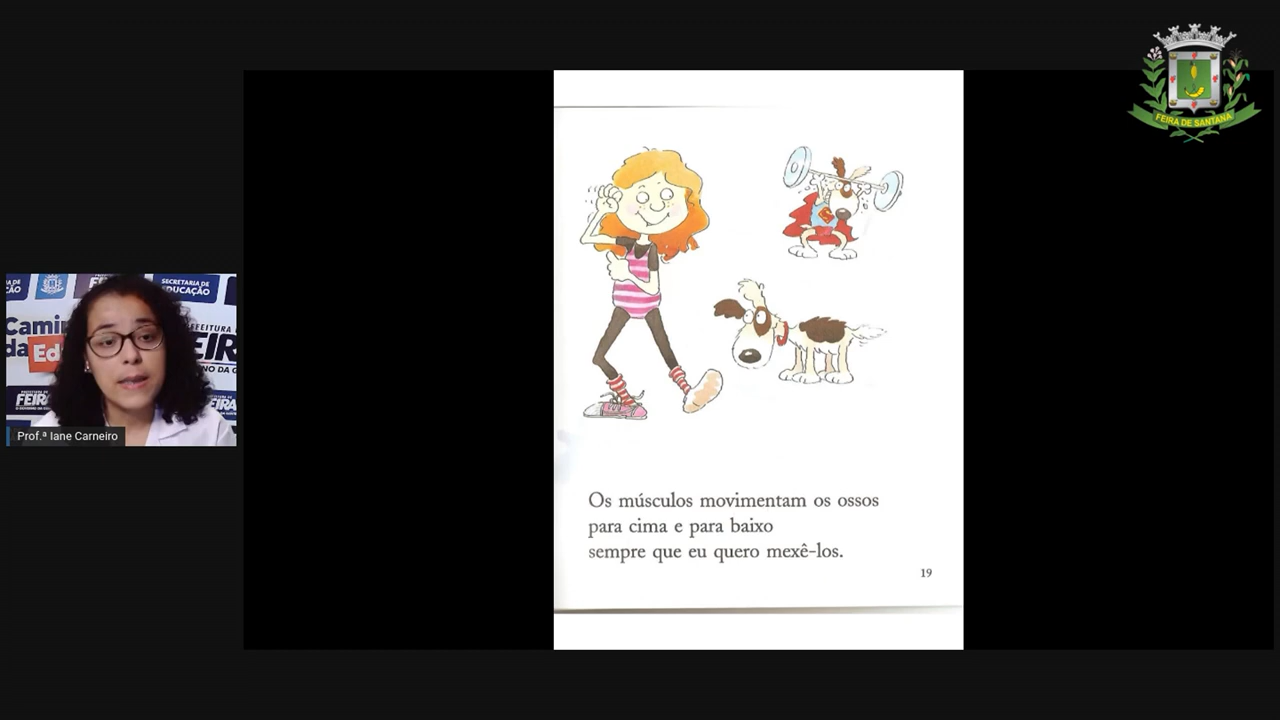 FEIRA DE SANTANA
SECRETARIA DE
EDUCAÇÃO
Prof.ª Iane Carneiro
Os músculos movimentam os ossos
para cima e para baixo
sempre que eu quero mexê-los.
19